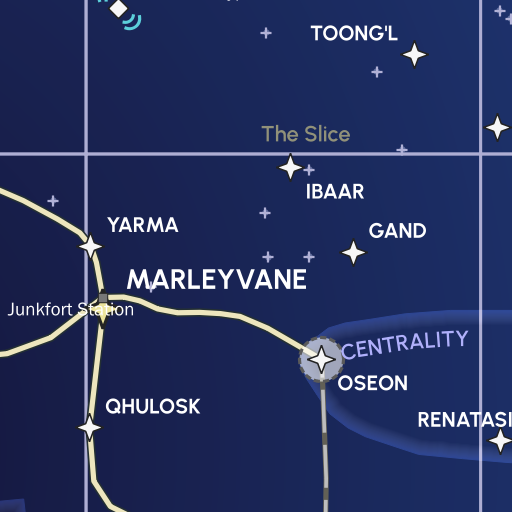 TOONG'L
The Slice
IBAAR
YARMA
GAND
MARLEYVANE
Junkfort Station
CENTRALITY
OSEON
QHULOSK
RENATASI